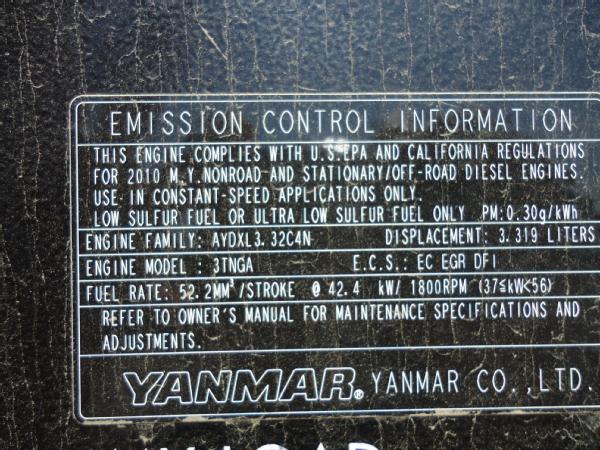 EMISSION CONTROL INFORMATION
THIS ENGINE COMPLIES WITH U.S.EPA AND CALIFORNIA REGULATIONS
FOR 2010 M.Y.NONROAD AND STATIONARY/OFF-ROAD DIESEL ENGINES.
USE IN CONSTANT-SPEED APPLICATIONS ONLY.
LOW SULFUR FUEL OR ULTRA LOW SULFUR FUEL ONLY .PM:0.30g/kWh
ENGINE FAMILY: AYDXL3.32C4N DISPLACEMENT: 3.319 LITERS
ENGINE MODEL : 3TNGA E.C.S.: EC EGR DFI
FUEL RATE: 52.2MM³/STROKE @ 42.4 kW/ 1800RPM (37≦kW<56)
REFER TO OWNER'S MANUAL FOR MAINTENANCE SPECIFICATIONS AND
ADJUSTMENTS.
YANMAR® YANMAR CO.,LTD.